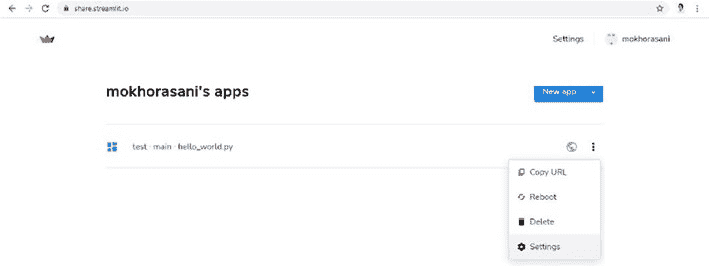 share.streamlit.io
Settings
mokhorasani
mokhorasani's apps
New app
test · main · hello_world.py
Copy URL
Reboot
Delete
Settings